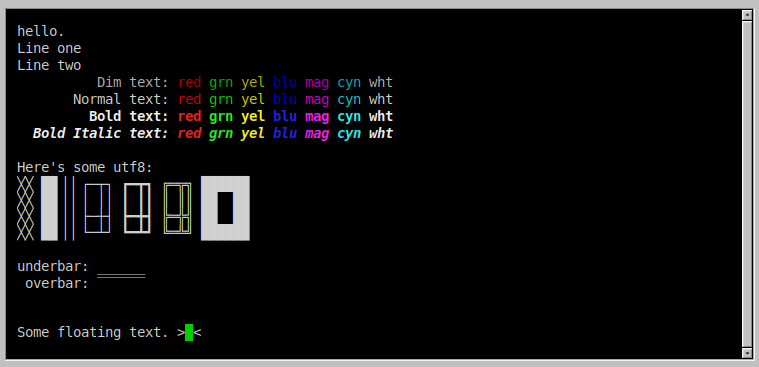 hello.
Line one
Line two
Dim text: red grn yel blu mag cyn wht
Normal text: red grn yel blu mag cyn wht
Bold text: red grn yel blu mag cyn wht
Bold Italic text: red grn yel blu mag cyn wht
Here's some utf8:
underbar: ______
overbar: ‾‾‾‾‾‾
Some floating text. > <